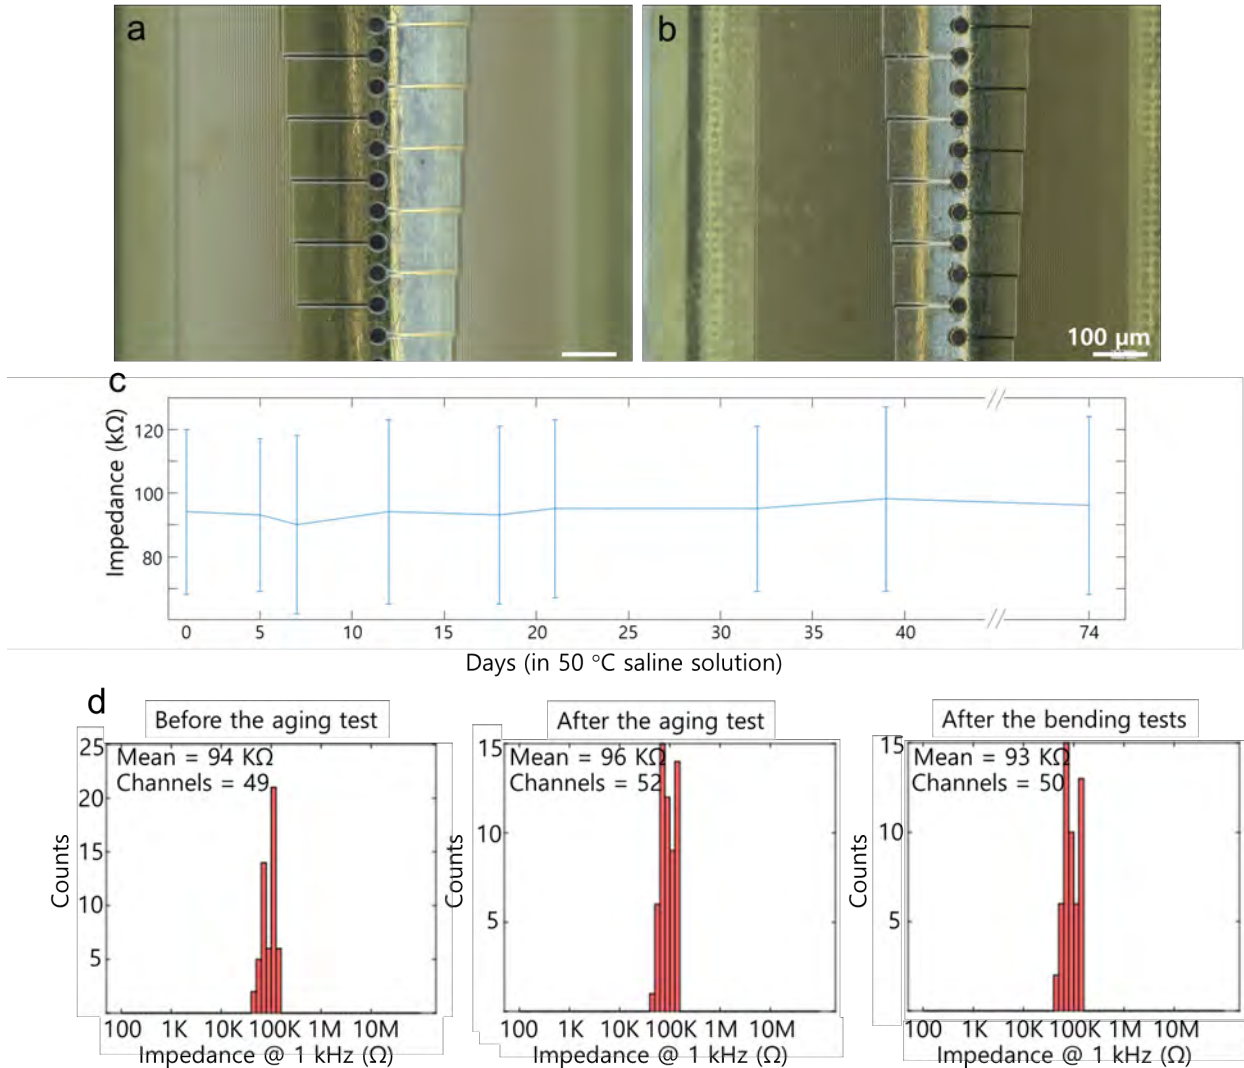 a
b
100 μm
c
Impedance (kΩ)
120
100
80
0 5 10 15 20 25 30 35 40 74
Days (in 50 °C saline solution)
d
Before the aging test
Mean = 94 KΩ
Channels = 49
Counts
25
20
15
10
5
100 1K 10K 100K 1M 10M
Impedance @ 1 kHz (Ω)
After the aging test
Mean = 96 KΩ
Channels = 52
Counts
15
10
5
100 1K 10K 100K 1M 10M
Impedance @ 1 kHz (Ω)
After the bending tests
Mean = 93 KΩ
Channels = 50
Counts
15
10
5
100 1K 10K 100K 1M 10M
Impedance @ 1 kHz (Ω)